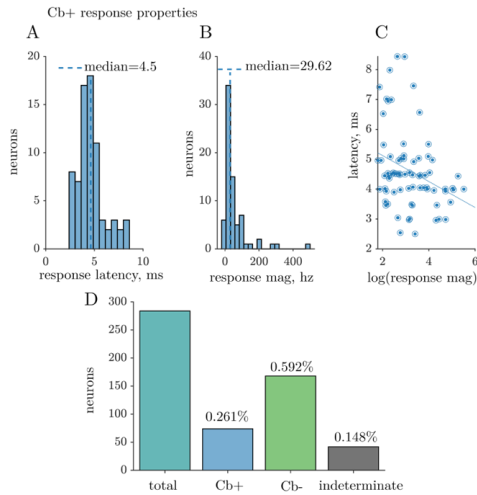 Cb+ response properties
A
B
C
20
15
10
5
0
neurons
median=4.5
0
5
10
response latency, ms
40
30
20
10
0
neurons
median=29.62
0
200
400
response mag, hz
8
7
6
5
4
3
2
latency, ms
2
4
6
log(response mag)
D
300
250
200
150
100
50
0
neurons
0.261%
0.592%
0.148%
total
Cb+
Cb-
indeterminate